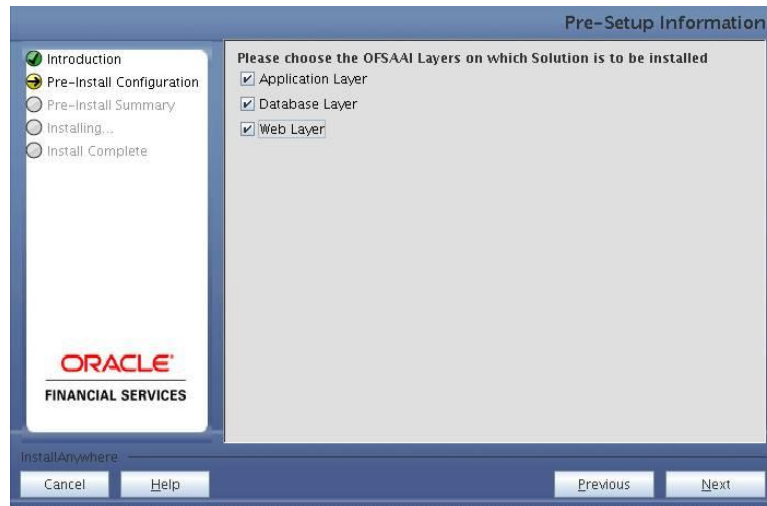 Pre-Setup Information
Introduction
Pre-Install Configuration
Pre-Install Summary
Installing...
Install Complete
Please choose the OFSAAI Layers on which Solution is to be installed
Application Layer
Database Layer
Web Layer
ORACLE
FINANCIAL SERVICES
InstallAnywhere
Cancel
Help
Previous
Next